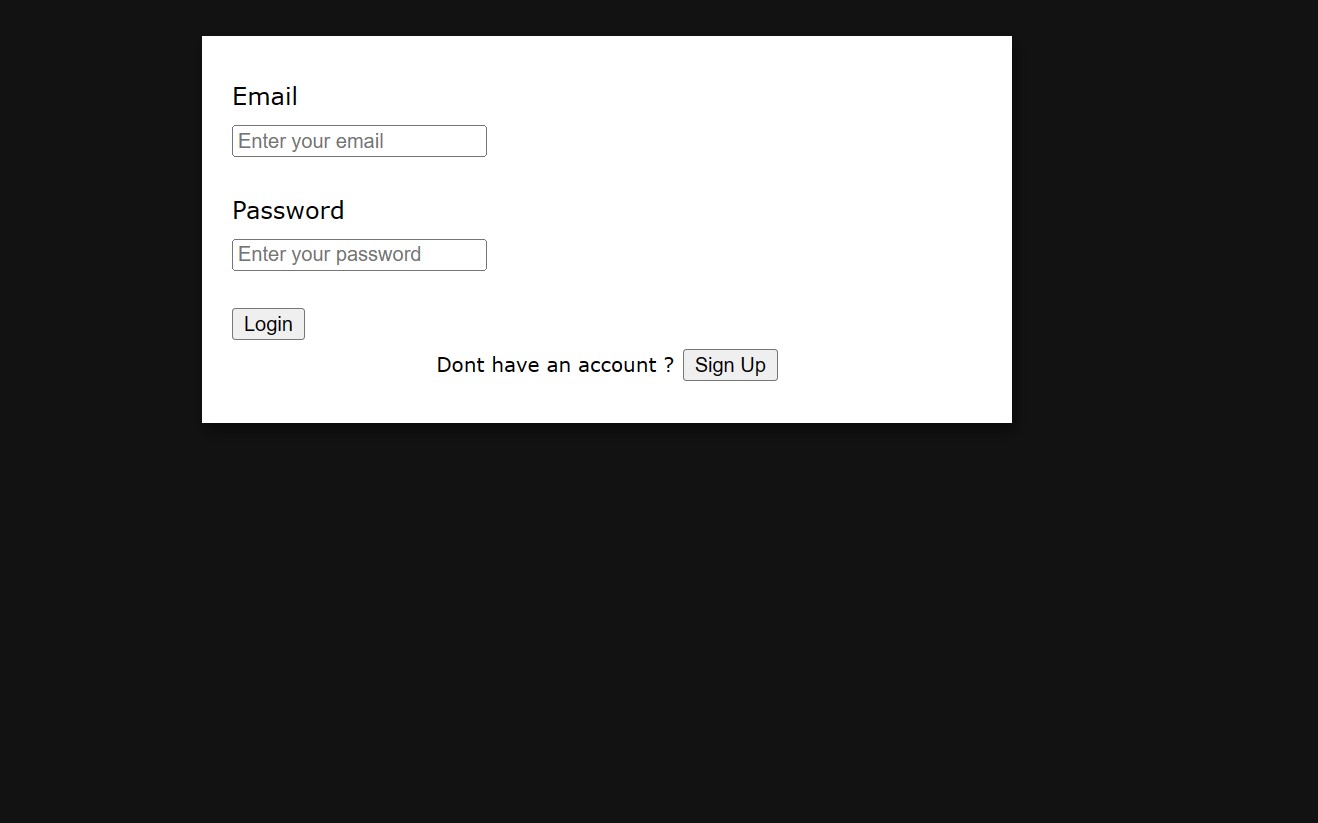 Email
Enter your email
Password
Enter your password
Login
Dont have an account ? Sign Up